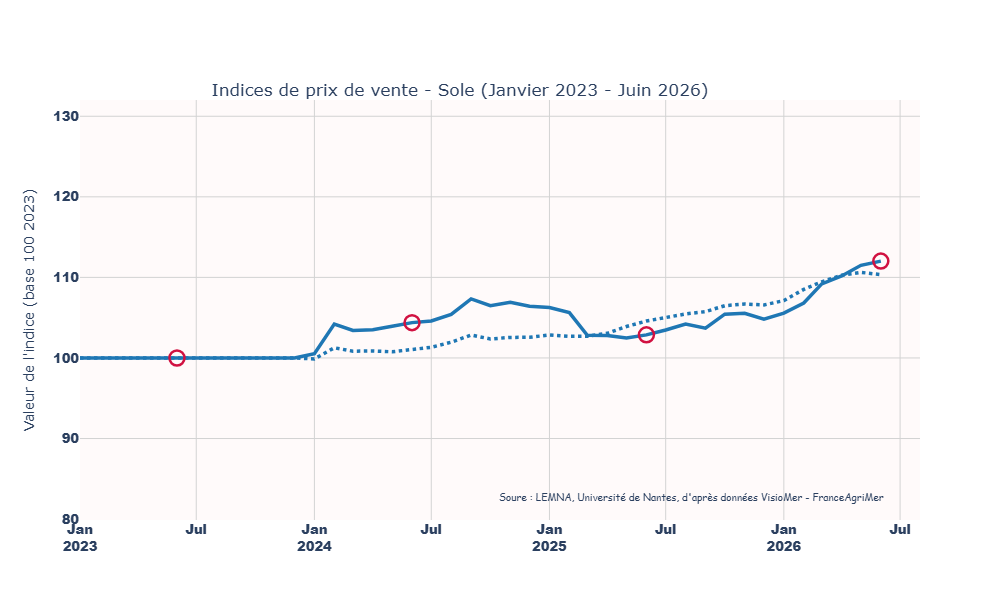 Indices de prix de vente - Sole (Janvier 2023 - Juin 2026)
Valeur de l'indice (base 100 2023)
130
120
110
100
90
80
Soure : LEMNA, Université de Nantes, d'après données VisioMer - FranceAgriMer
Jan Jul Jan Jul Jan Jul Jan Jul
2023 2024 2025 2026